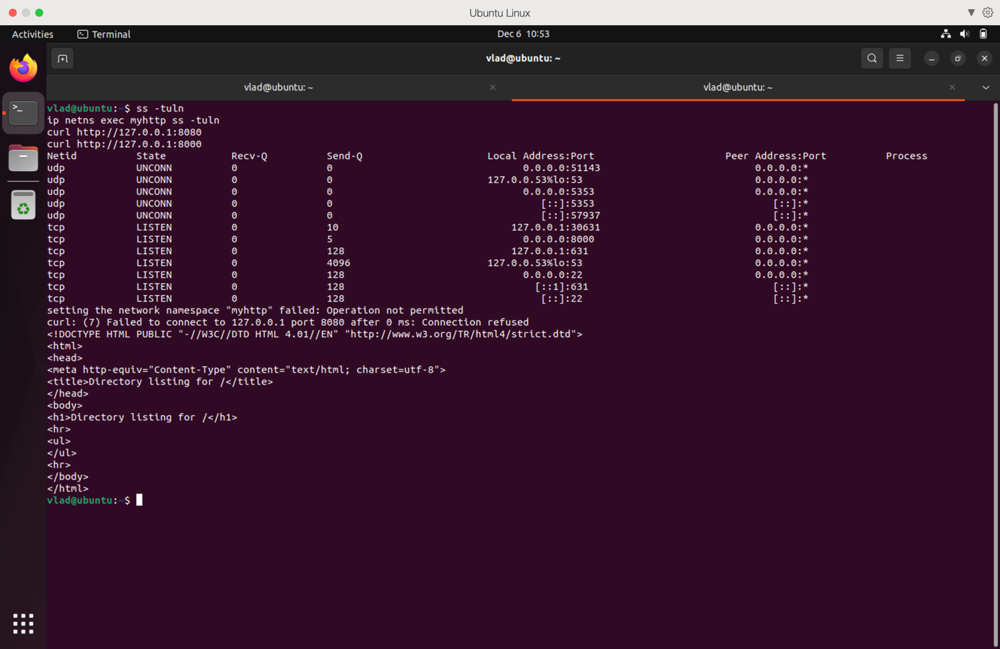 Ubuntu Linux
Activities Terminal Dec 6 10:53
vlad@ubuntu: ~
vlad@ubuntu: ~ vlad@ubuntu: ~
vlad@ubuntu:~$ ss -tuln
ip netns exec myhttp ss -tuln
curl http://127.0.0.1:8080
curl http://127.0.0.1:8000
Netid State Recv-Q Send-Q Local Address:Port Peer Address:Port Process
udp UNCONN 0 0 0.0.0.0:51143 0.0.0.0:*
udp UNCONN 0 0 127.0.0.53%lo:53 0.0.0.0:*
udp UNCONN 0 0 0.0.0.0:5353 0.0.0.0:*
udp UNCONN 0 0 [::]:5353 [::]:*
udp UNCONN 0 0 [::]:57937 [::]:*
tcp LISTEN 0 10 127.0.0.1:30631 0.0.0.0:*
tcp LISTEN 0 5 0.0.0.0:8000 0.0.0.0:*
tcp LISTEN 0 128 127.0.0.1:631 0.0.0.0:*
tcp LISTEN 0 4096 127.0.0.53%lo:53 0.0.0.0:*
tcp LISTEN 0 128 0.0.0.0:22 0.0.0.0:*
tcp LISTEN 0 128 [::1]:631 [::]:*
tcp LISTEN 0 128 [::]:22 [::]:*
setting the network namespace "myhttp" failed: Operation not permitted
curl: (7) Failed to connect to 127.0.0.1 port 8080 after 0 ms: Connection refused
<!DOCTYPE HTML PUBLIC "-//W3C//DTD HTML 4.01//EN" "http://www.w3.org/TR/html4/strict.dtd">
<html>
<head>
<meta http-equiv="Content-Type" content="text/html; charset=utf-8">
<title>Directory listing for /</title>
</head>
<body>
<h1>Directory listing for /</h1>
<hr>
<ul>
</ul>
<hr>
</body>
</html>
vlad@ubuntu:~$